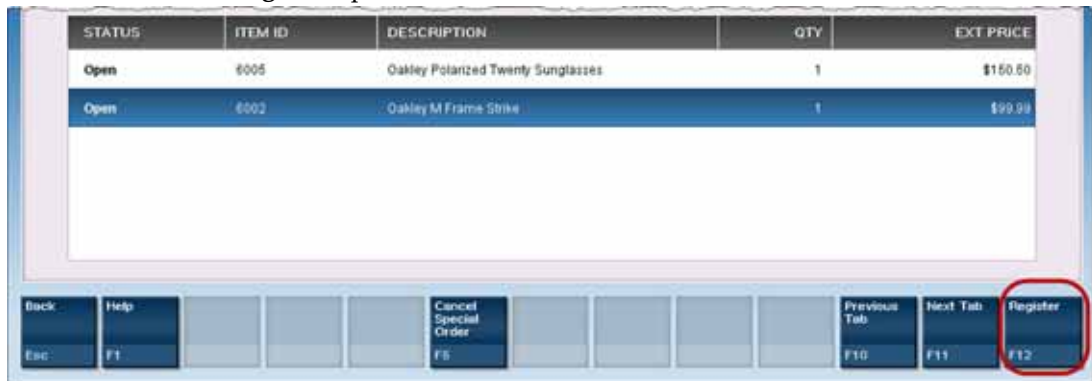 STATUS ITEM ID DESCRIPTION QTY EXT PRICE
Open 6005 Oakley Polarized Twenty Sunglasses 1 $150.50
Open 6002 Oakley M Frame Strike 1 $99.99
Back Help Cancel Special Order Previous Tab Next Tab Register
Esc F1 F5 F10 F11 F12